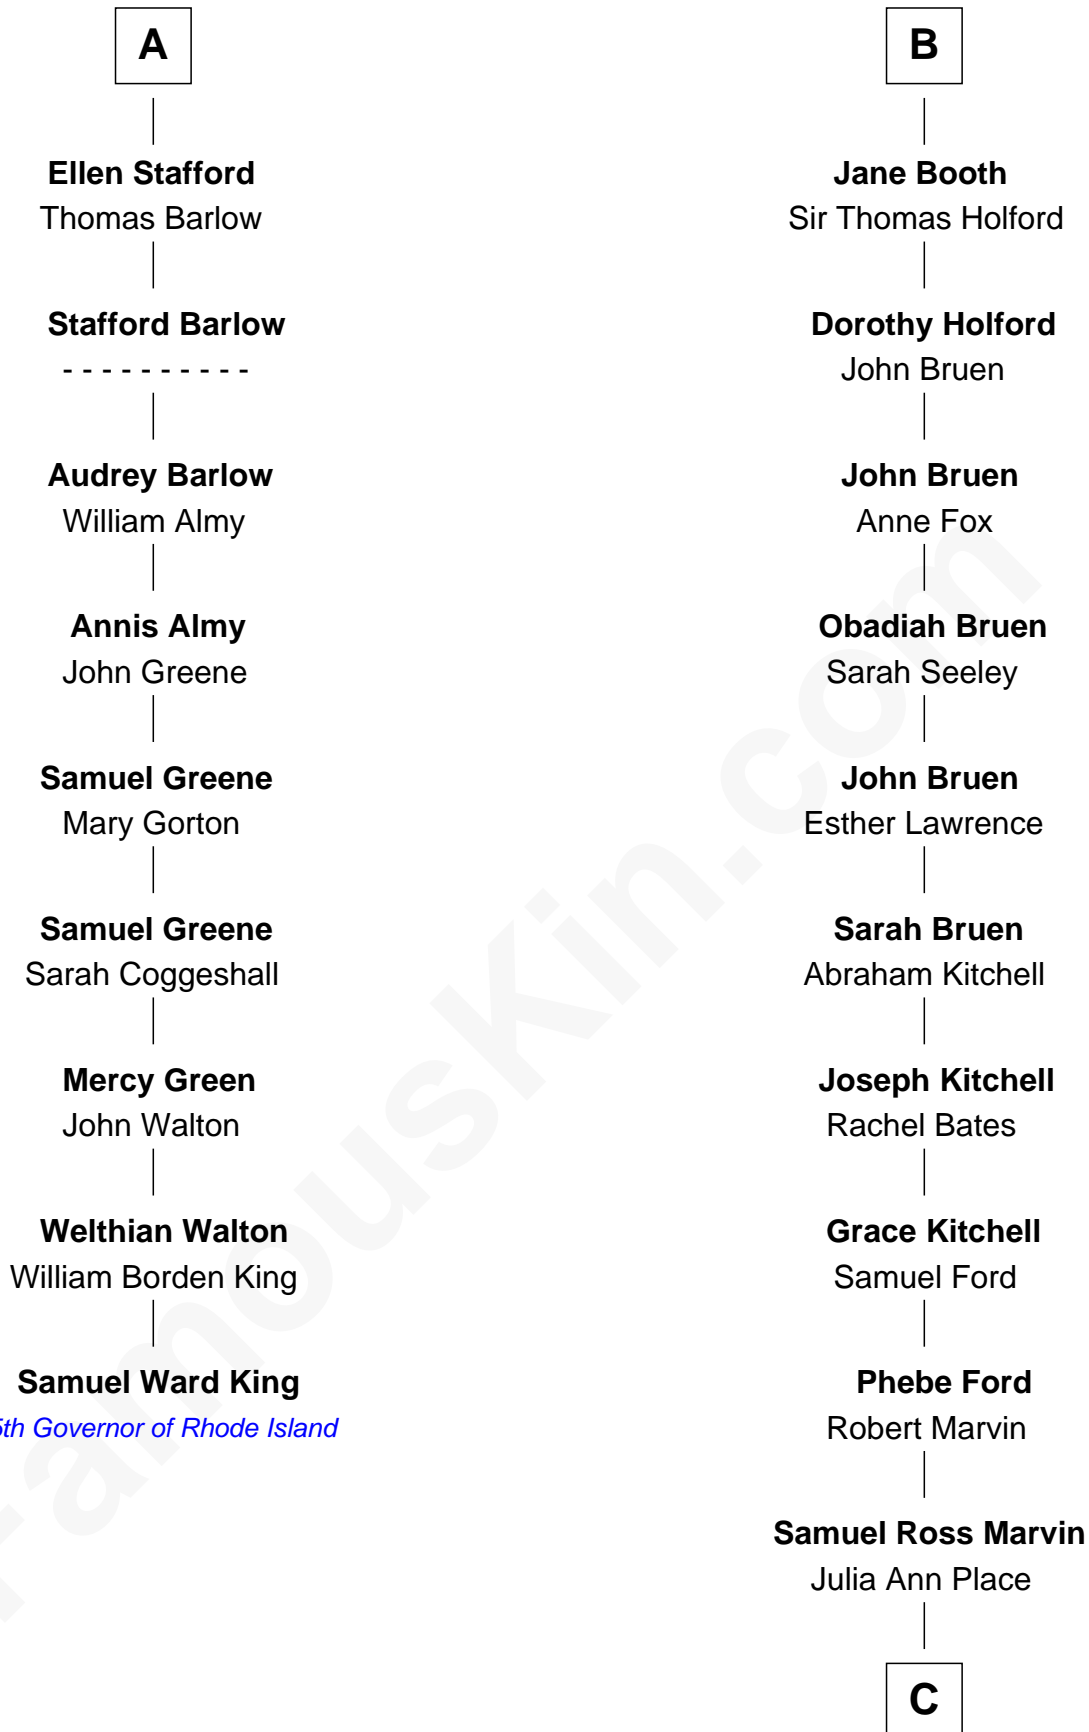 A
Ellen Stafford
Thomas Barlow
Stafford Barlow
- - - - - - - - - -
Audrey Barlow
William Almy
Annis Almy
John Greene
Samuel Greene
Mary Gorton
Samuel Greene
Sarah Coggeshall
Mercy Green
John Walton
Welthian Walton
William Borden King
Samuel Ward King
5th Governor of Rhode Island
B
Jane Booth
Sir Thomas Holford
Dorothy Holford
John Bruen
John Bruen
Anne Fox
Obadiah Bruen
Sarah Seeley
John Bruen
Esther Lawrence
Sarah Bruen
Abraham Kitchell
Joseph Kitchell
Rachel Bates
Grace Kitchell
Samuel Ford
Phebe Ford
Robert Marvin
Samuel Ross Marvin
Julia Ann Place
C
FamousKin.com